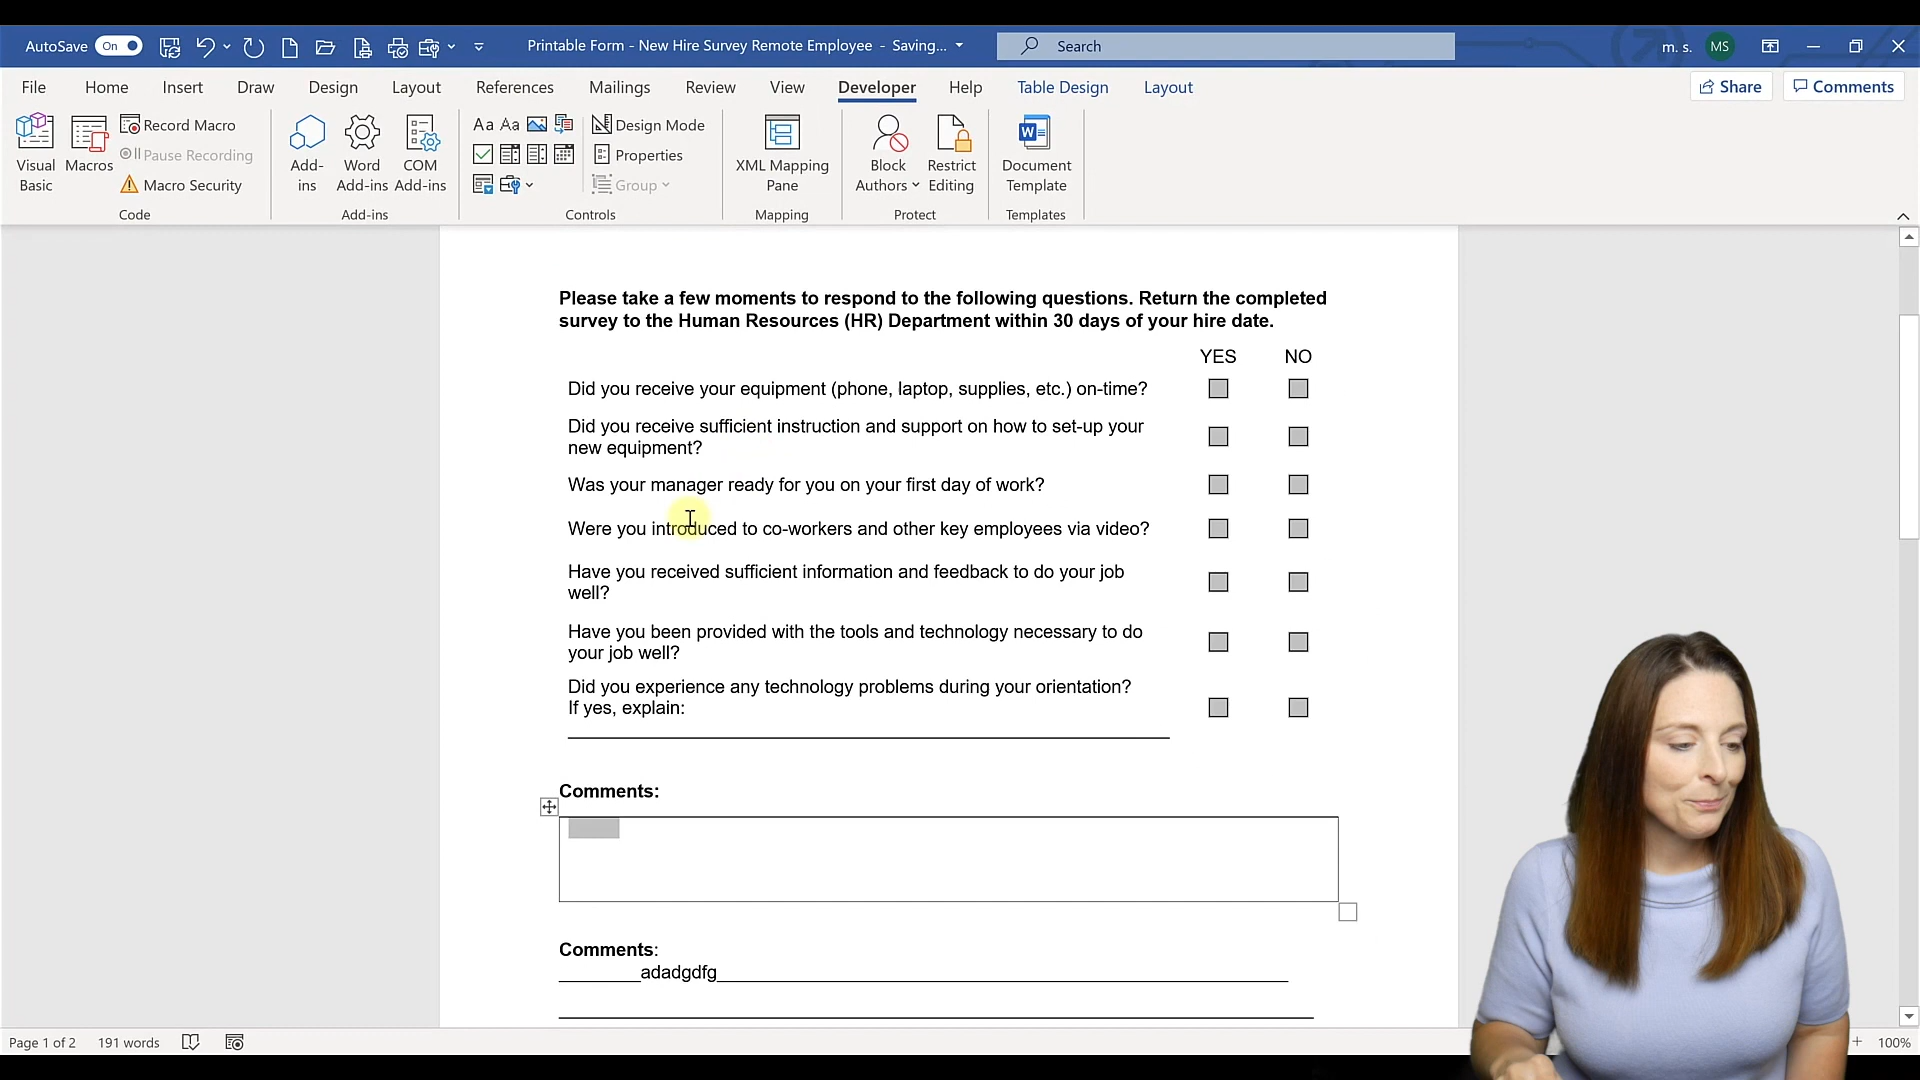 AutoSave On
Printable Form - New Hire Survey Remote Employee - Saving...
Search
m. s. MS
File Home Insert Draw Design Layout References Mailings Review View Developer Help Table Design Layout
Share Comments
Visual Basic
Macros
Record Macro
Pause Recording
Macro Security
Code
Add-ins
Word Add-ins
COM Add-ins
Add-ins
Aa Aa
Design Mode
Properties
Group
Controls
XML Mapping Pane
Mapping
Block Authors
Restrict Editing
Protect
Document Template
Templates
Please take a few moments to respond to the following questions. Return the completed
survey to the Human Resources (HR) Department within 30 days of your hire date.
YES NO
Did you receive your equipment (phone, laptop, supplies, etc.) on-time?
Did you receive sufficient instruction and support on how to set-up your
new equipment?
Was your manager ready for you on your first day of work?
Were you introduced to co-workers and other key employees via video?
Have you received sufficient information and feedback to do your job
well?
Have you been provided with the tools and technology necessary to do
your job well?
Did you experience any technology problems during your orientation?
If yes, explain:
Comments:
Comments:
________adadgdfg________
Page 1 of 2 191 words
100%